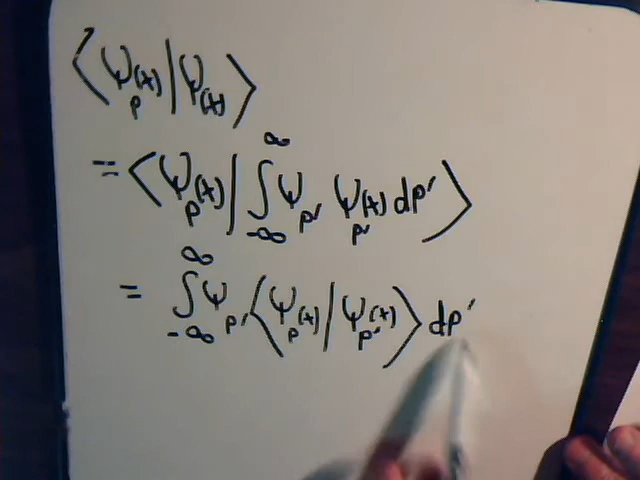 ⟨Ψ_p(x)|Ψ(x)⟩
= ⟨Ψ_p(x)|∫_{-∞}^{∞} Ψ_{p'} Ψ_{p'}(x) dp'⟩
= ∫_{-∞}^{∞} Ψ_{p'} ⟨Ψ_p(x)|Ψ_{p'}(x)⟩ dp'